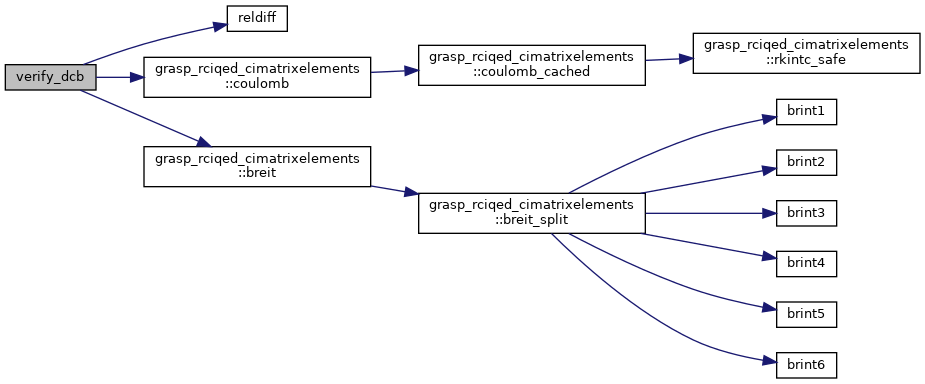 verify_dcb
reldiff
grasp_rciqed_cimatrixelements
::coulomb
grasp_rciqed_cimatrixelements
::coulomb_cached
grasp_rciqed_cimatrixelements
::rkintc_safe
grasp_rciqed_cimatrixelements
::breit
grasp_rciqed_cimatrixelements
::breit_split
brint1
brint2
brint3
brint4
brint5
brint6